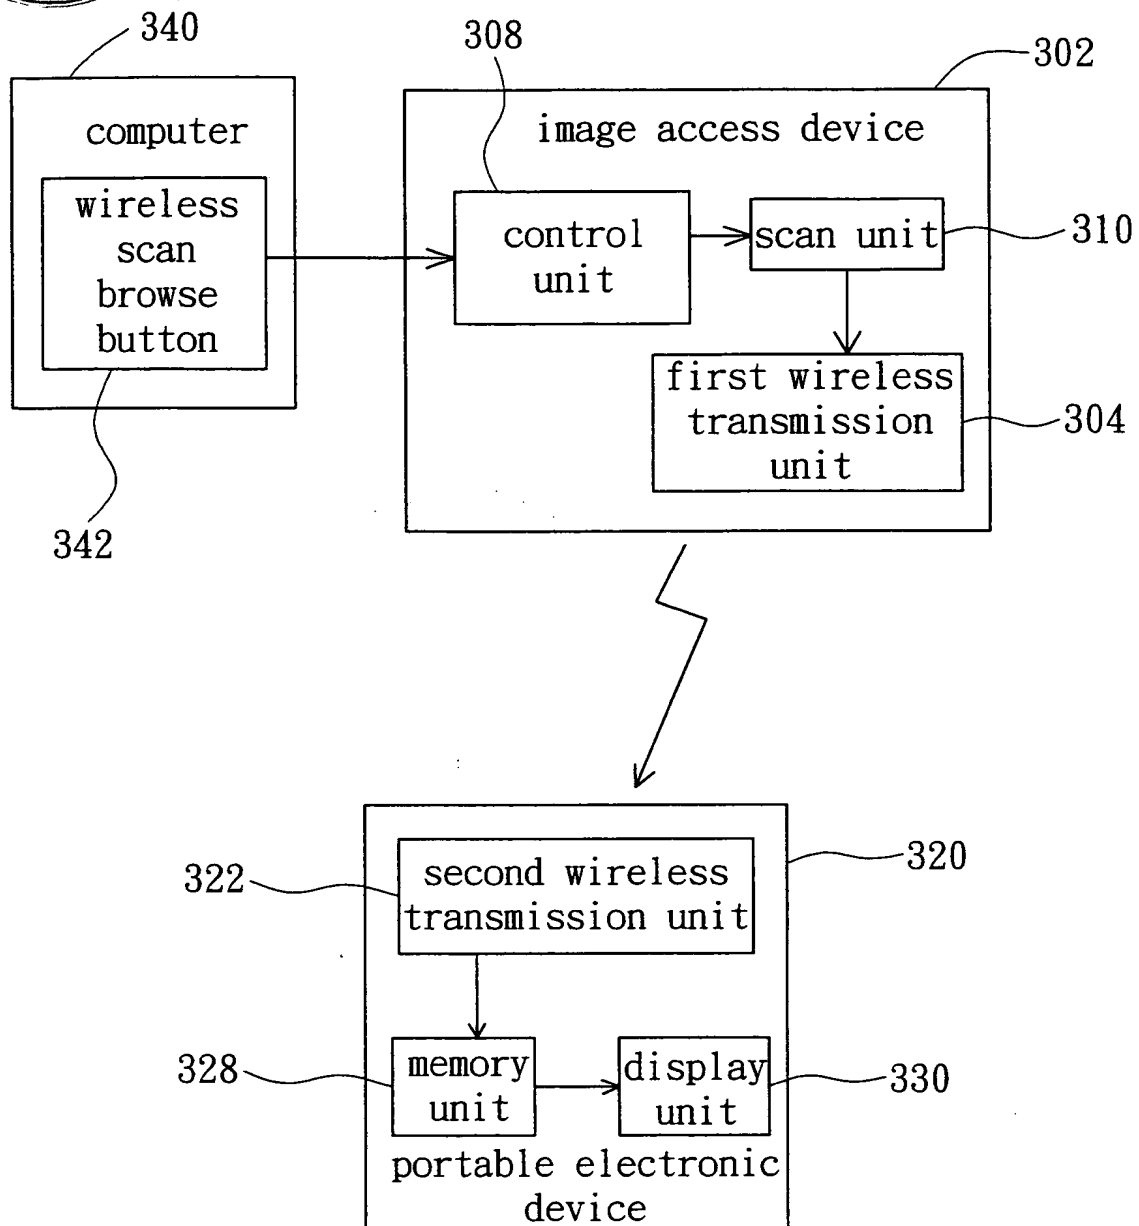 340
computer
wireless
scan
browse
button
342
308
302
image access device
control
unit
scan unit
310
first wireless
transmission
unit
304
320
322
second wireless
transmission unit
328
memory
unit
display
unit
330
portable electronic
device